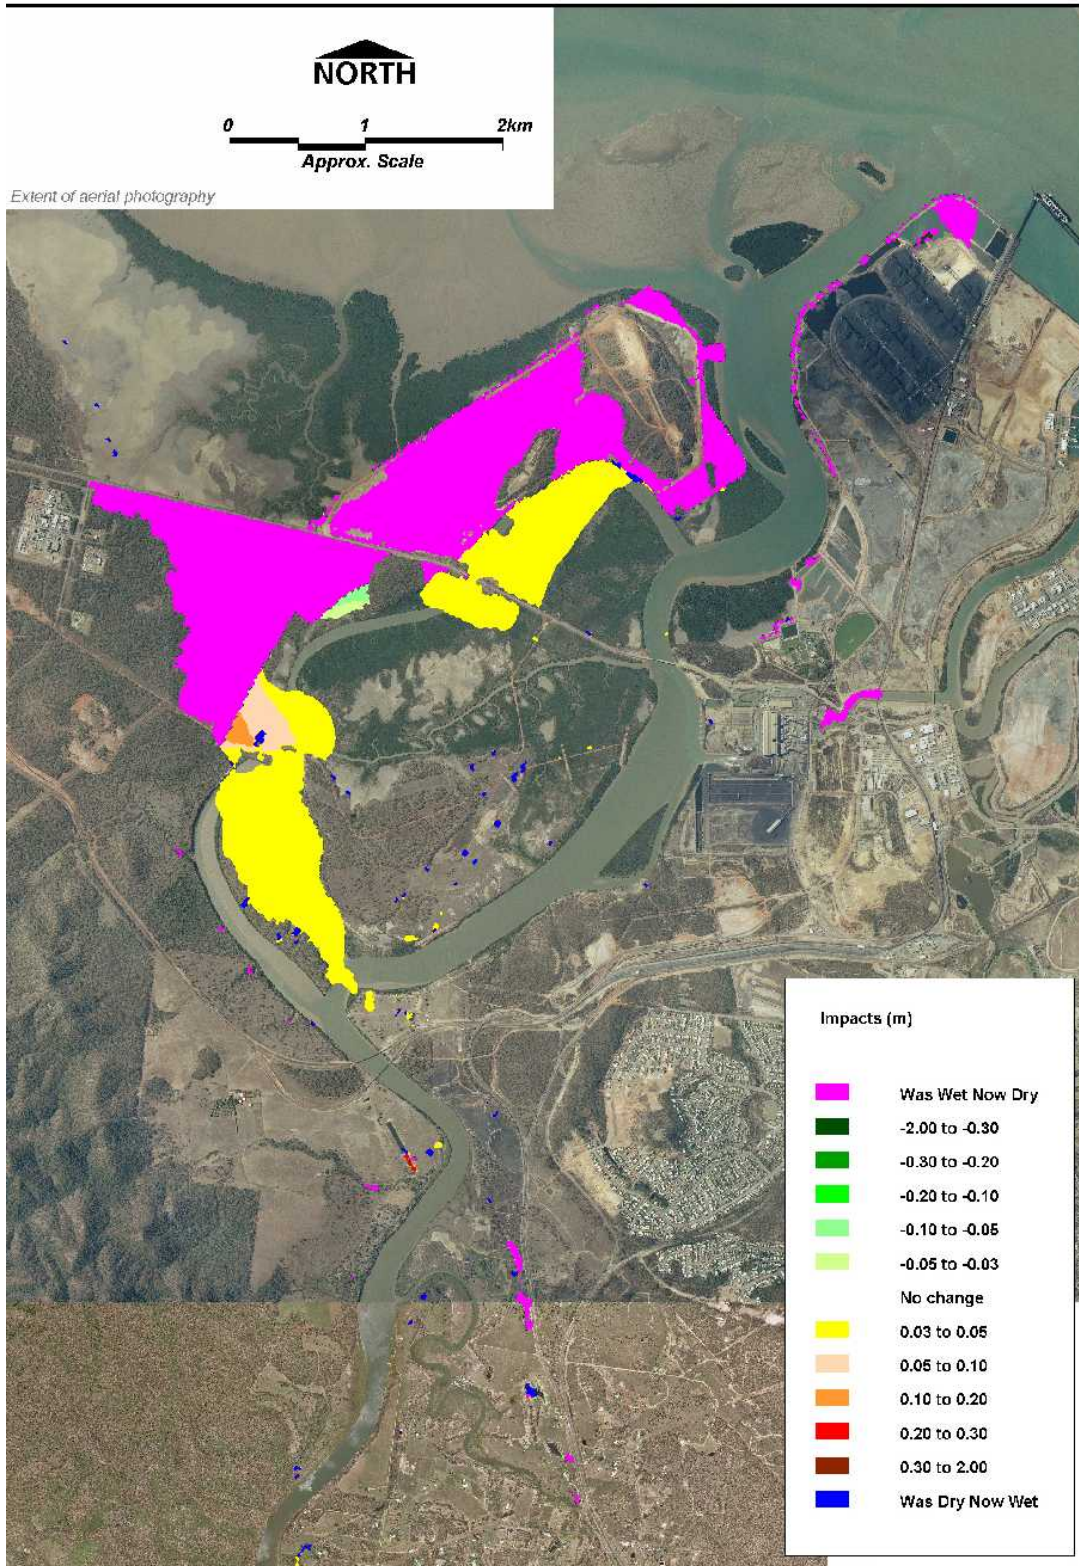 NORTH
0 1 2km
Approx. Scale
Extent of aerial photography
Impacts (m)
Was Wet Now Dry
-2.00 to -0.30
-0.30 to -0.20
-0.20 to -0.10
-0.10 to -0.05
-0.05 to -0.03
No change
0.03 to 0.05
0.05 to 0.10
0.10 to 0.20
0.20 to 0.30
0.30 to 2.00
Was Dry Now Wet